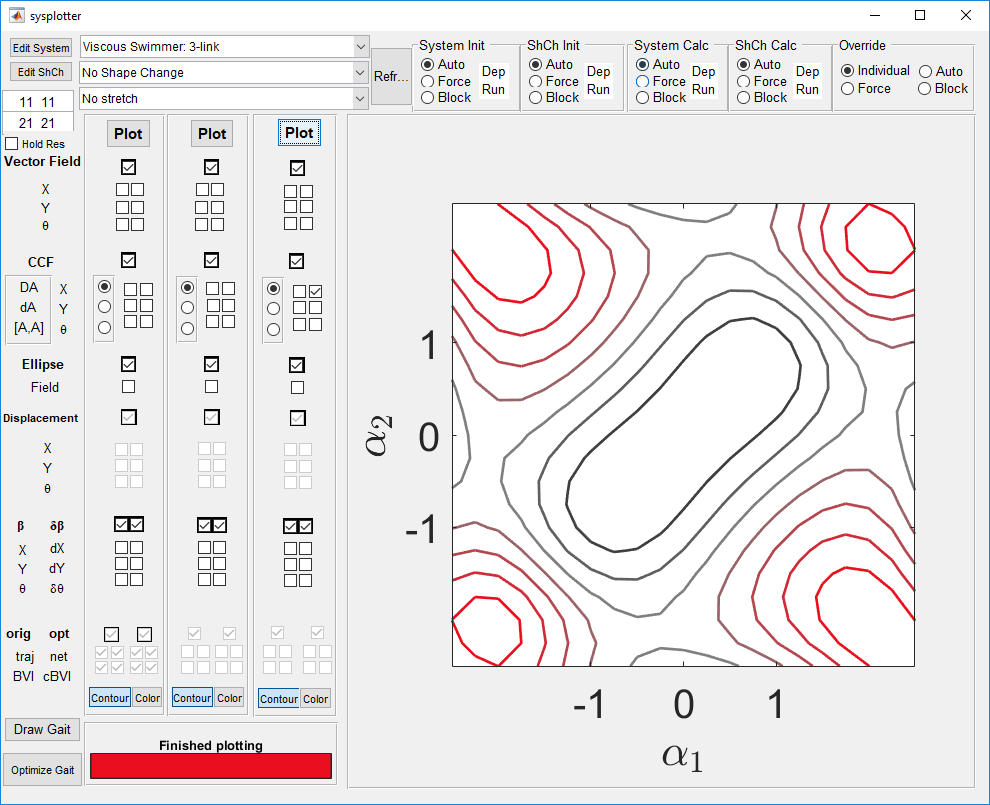 sysplotter
Edit System
Viscous Swimmer: 3-link
Edit ShCh
No Shape Change
No stretch
Refr...
System Init
Auto
Force
Block
Dep
Run
ShCh Init
Auto
Force
Block
Dep
Run
System Calc
Auto
Force
Block
Dep
Run
ShCh Calc
Auto
Force
Block
Dep
Run
Override
Individual Auto
Force Block
11 11
21 21
Hold Res
Plot Plot Plot
Vector Field
X
Y
θ
CCF
DA X
dA Y
[A,A] θ
Ellipse
Field
Displacement
X
Y
θ
β δβ
X dX
Y dY
θ δθ
orig opt
traj net
BVI cBVI
Contour Color Contour Color Contour Color
Draw Gait
Optimize Gait
Finished plotting
1
0
-1
α2
-1 0 1
α1